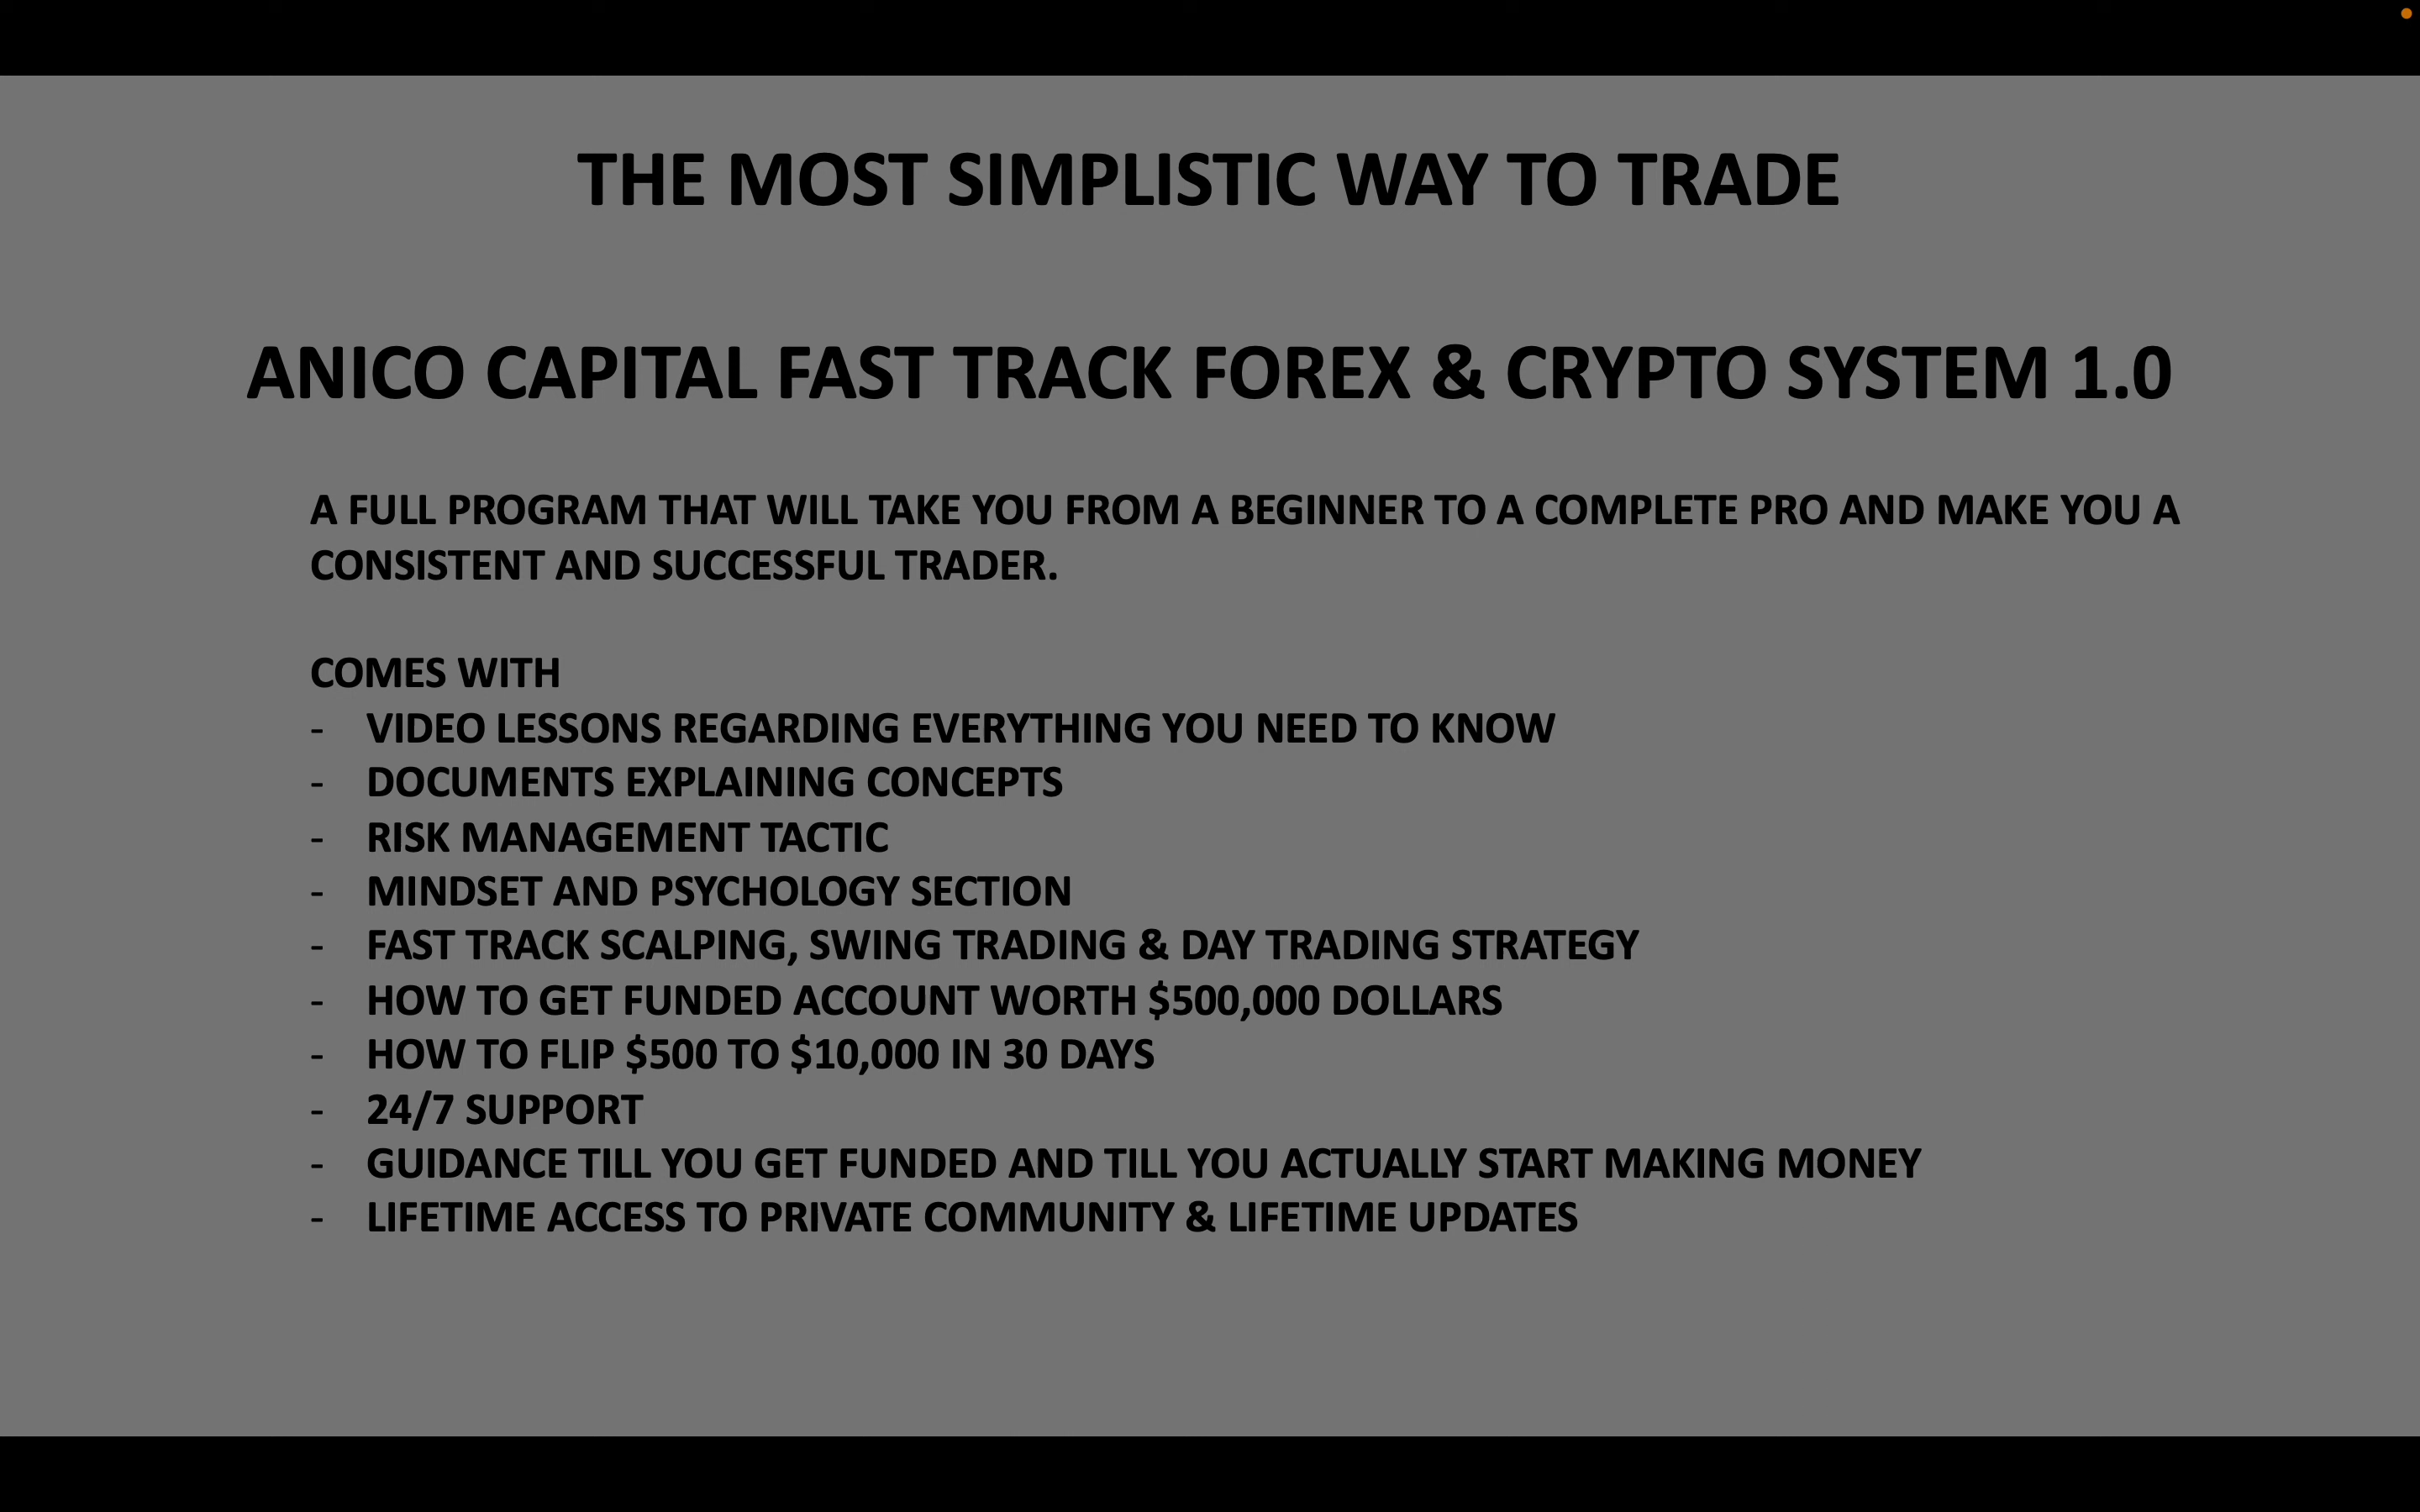 THE MOST SIMPLISTIC WAY TO TRADE
ANICO CAPITAL FAST TRACK FOREX & CRYPTO SYSTEM 1.0
A FULL PROGRAM THAT WILL TAKE YOU FROM A BEGINNER TO A COMPLETE PRO AND MAKE YOU A
CONSISTENT AND SUCCESSFUL TRADER.
COMES WITH
- VIDEO LESSONS REGARDING EVERYTHING YOU NEED TO KNOW
- DOCUMENTS EXPLAINING CONCEPTS
- RISK MANAGEMENT TACTIC
- MINDSET AND PSYCHOLOGY SECTION
- FAST TRACK SCALPING, SWING TRADING & DAY TRADING STRATEGY
- HOW TO GET FUNDED ACCOUNT WORTH $500,000 DOLLARS
- HOW TO FLIP $500 TO $10,000 IN 30 DAYS
- 24/7 SUPPORT
- GUIDANCE TILL YOU GET FUNDED AND TILL YOU ACTUALLY START MAKING MONEY
- LIFETIME ACCESS TO PRIVATE COMMUNITY & LIFETIME UPDATES